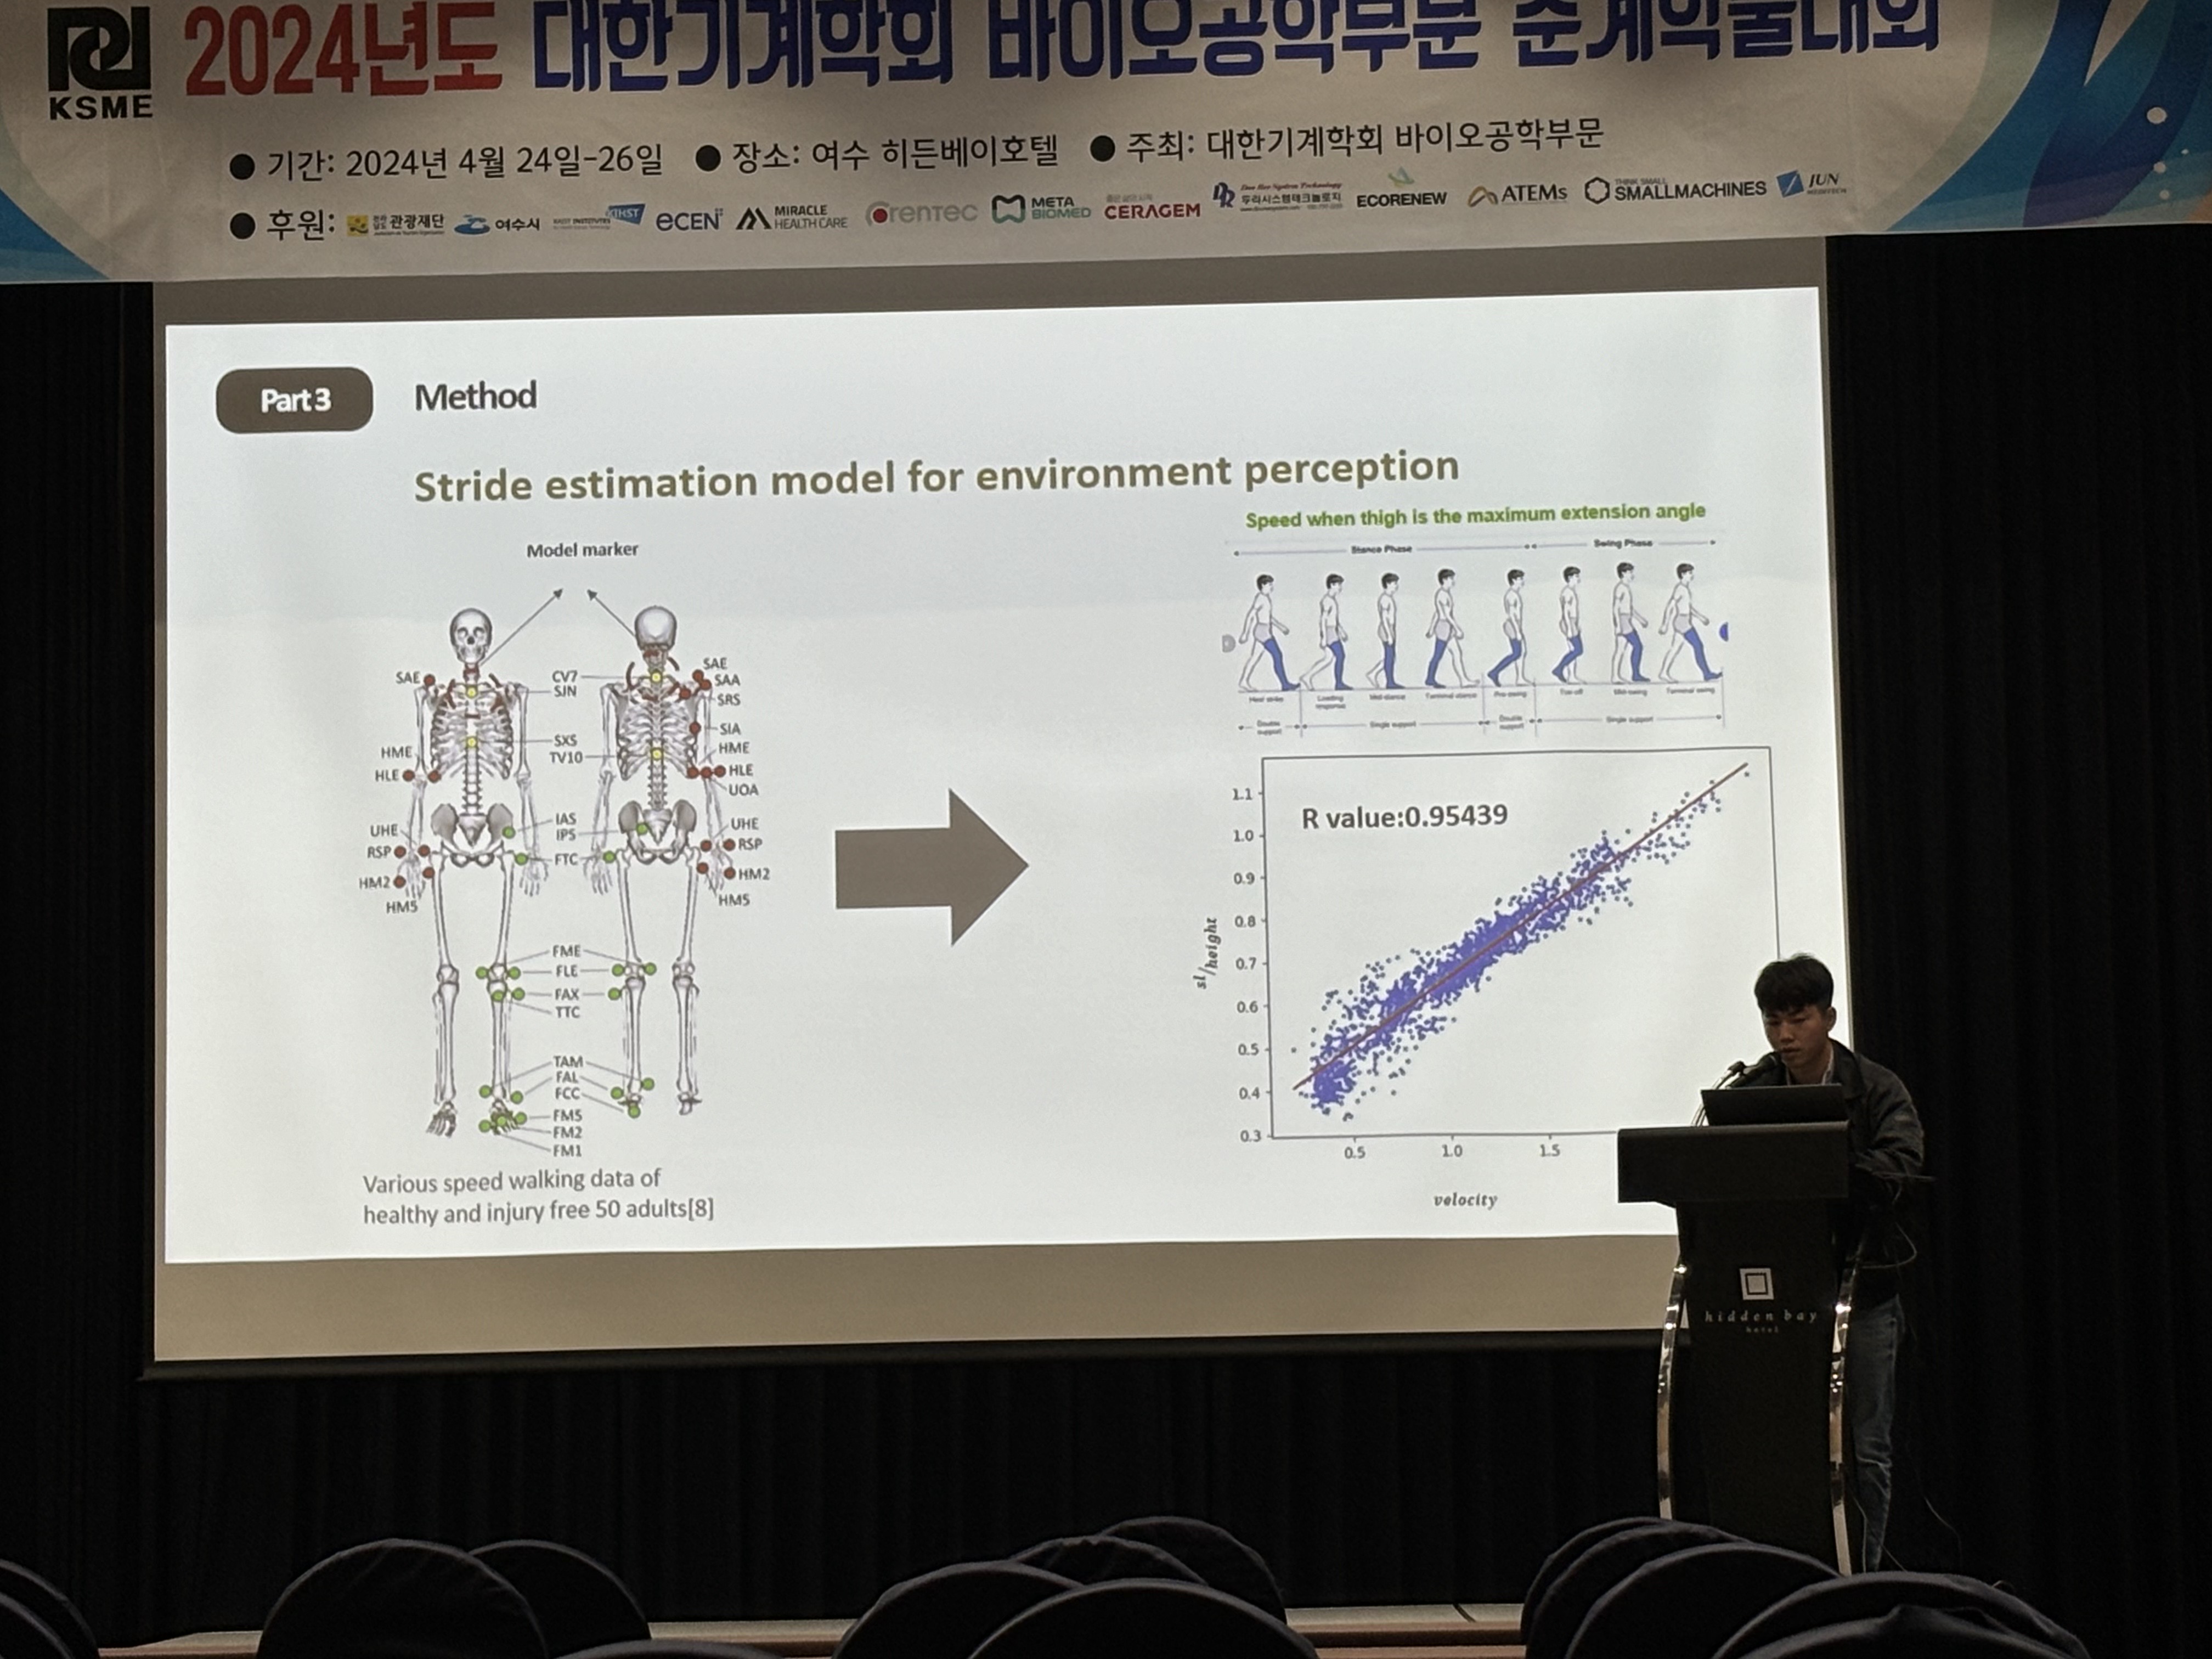 KSME
2024년도 대한기계학회 바이오공학부문 춘계학술대회
● 기간: 2024년 4월 24일-26일 ● 장소: 여수 히든베이호텔 ● 주최: 대한기계학회 바이오공학부문
● 후원: 관광재단 여수시 KIHST eCEN MIRACLE HEALTH CARE orentec META BIOMED CERAGEM 두리시스템테크놀로지 ECORENEW ATEMs THINK SMALL SMALLMACHINES JUN
Part3 Method
Stride estimation model for environment perception
Model marker
SAE
CV7
SJN
SAE
SAA
SRS
SXS
TV10
SIA
HME
HME
HLE
HLE
UOA
IAS
IPS
UHE
UHE
RSP
FTC
RSP
HM2
HM2
HM5
HM5
FME
FLE
FAX
TTC
TAM
FAL
FCC
FM5
FM2
FM1
Various speed walking data of
healthy and injury free 50 adults[8]
Speed when thigh is the maximum extension angle
Stance Phase Swing Phase
Heel strike Loading response Mid-stance Terminal stance Pre-swing Toe-off Mid-swing Terminal swing
Double support Single support Double support Single support
R value:0.95439
1.1
1.0
0.9
0.8
0.7
0.6
0.5
0.4
0.3
sl/height
0.5 1.0 1.5
velocity
hidden bay
hotel